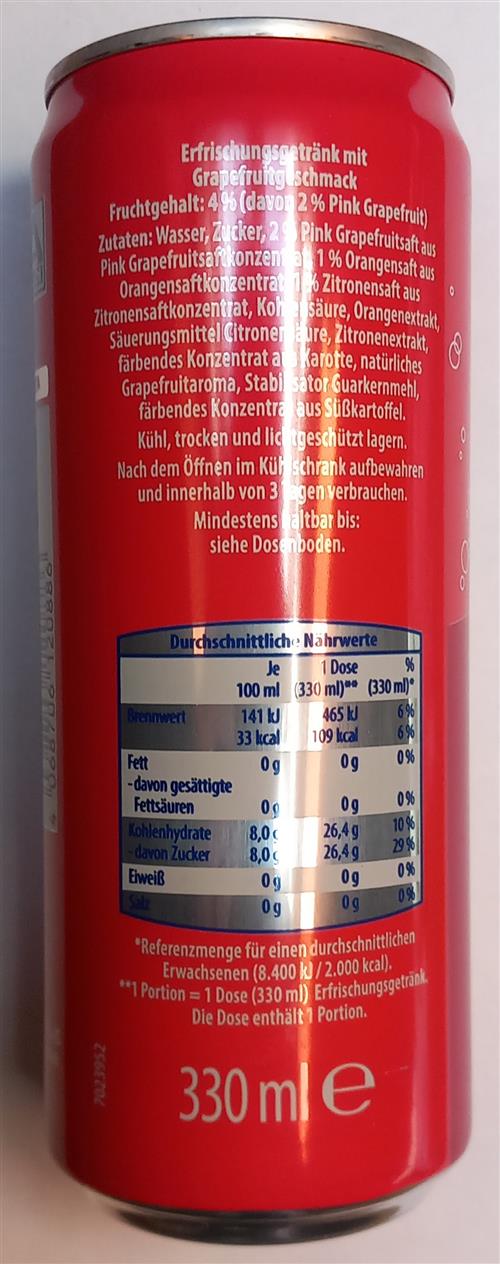 Erfrischungsgetränk mit
Grapefruitgeschmack
Fruchtgehalt: 4 % (davon 2 % Pink Grapefruit)
Zutaten: Wasser, Zucker, 2 % Pink Grapefruitsaft aus
Pink Grapefruitsaftkonzentrat, 1 % Orangensaft aus
Orangensaftkonzentrat, 1 % Zitronensaft aus
Zitronensaftkonzentrat, Kohlensäure, Orangenextrakt,
Säuerungsmittel Citronensäure, Zitronenextrakt,
färbendes Konzentrat aus Karotte, natürliches
Grapefruitaroma, Stabilisator Guarkernmehl,
färbendes Konzentrat aus Süßkartoffel.
Kühl, trocken und lichtgeschützt lagern.
Nach dem Öffnen im Kühlschrank aufbewahren
und innerhalb von 3 Tagen verbrauchen.
Mindestens haltbar bis:
siehe Dosenboden.
Durchschnittliche Nährwerte
Je 1 Dose %
100 ml (330 ml)** (330 ml)*
Brennwert 141 kJ 465 kJ 6 %
33 kcal 109 kcal 6 %
Fett 0 g 0 g 0 %
-davon gesättigte
Fettsäuren 0 g 0 g 0 %
Kohlenhydrate 8,0 g 26,4 g 10 %
-davon Zucker 8,0 g 26,4 g 29 %
Eiweiß 0 g 0 g 0 %
Salz 0 g 0 g 0 %
*Referenzmenge für einen durchschnittlichen
Erwachsenen (8.400 kJ / 2.000 kcal).
**1 Portion = 1 Dose (330 ml) Erfrischungsgetränk.
Die Dose enthält 1 Portion.
7023952
330 ml e